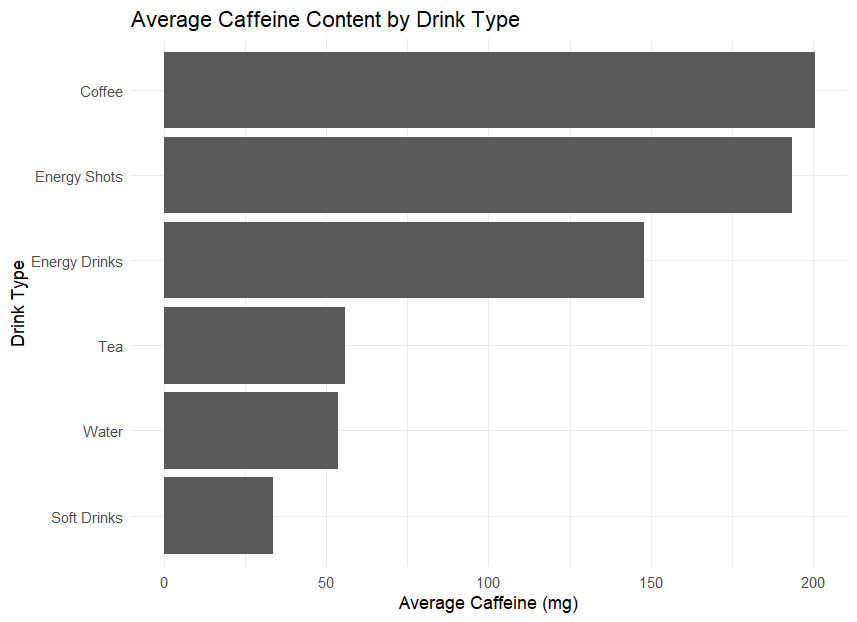 Average Caffeine Content by Drink Type
Drink Type
Coffee
Energy Shots
Energy Drinks
Tea
Water
Soft Drinks
0 50 100 150 200
Average Caffeine (mg)